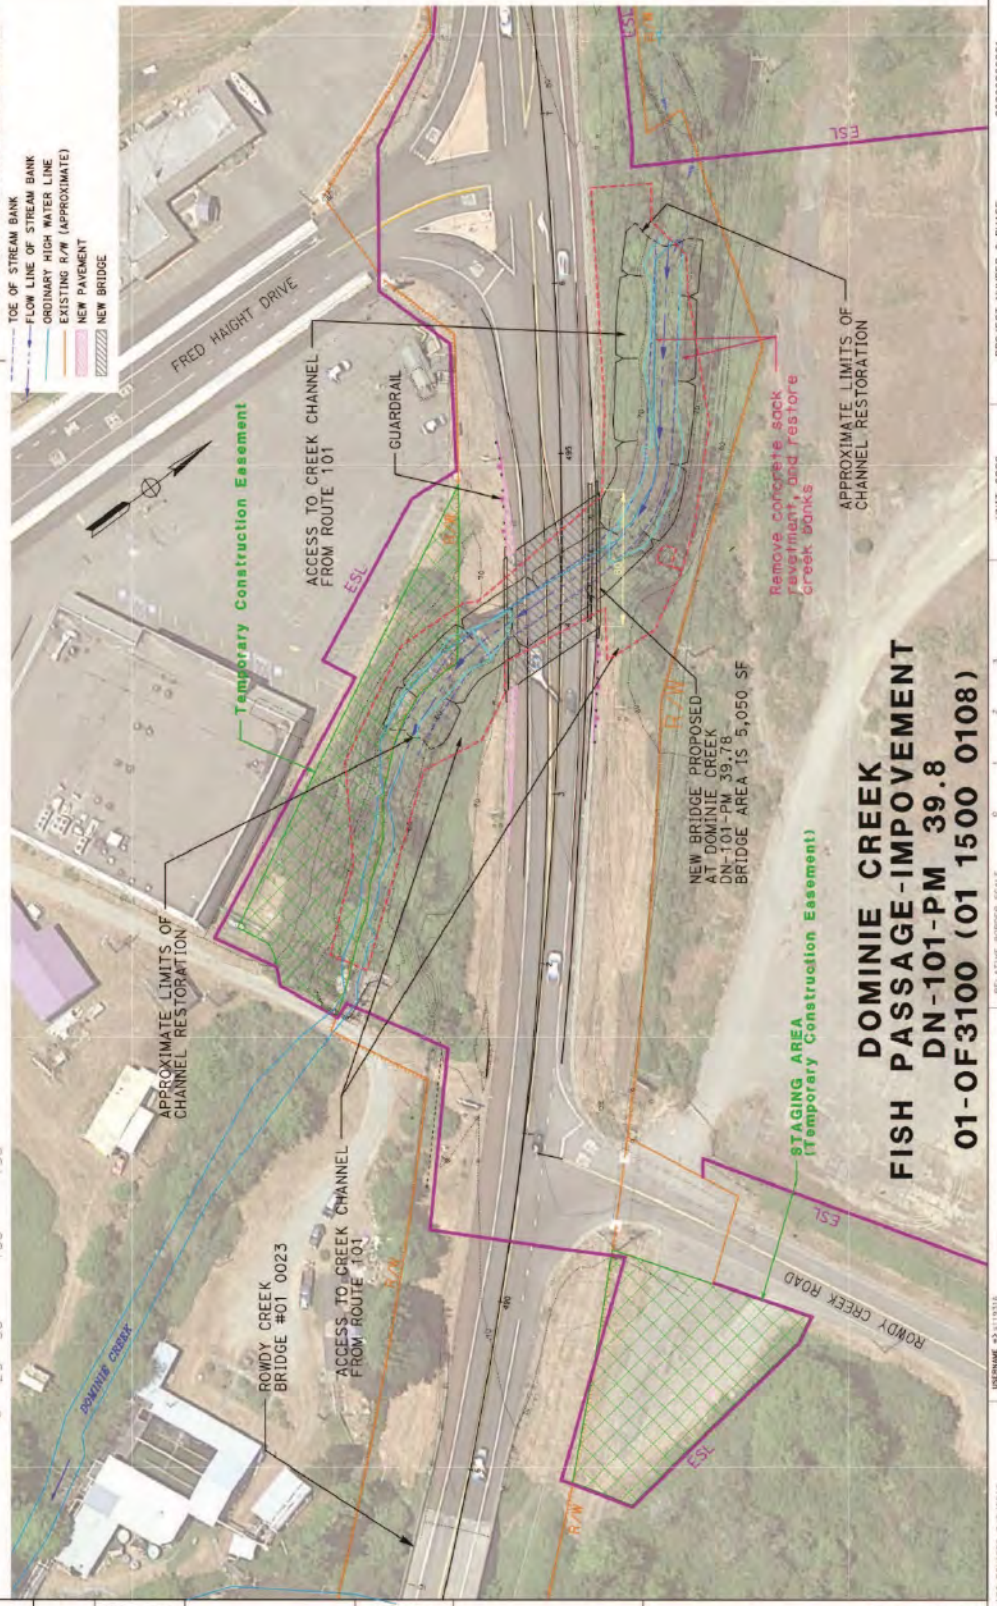 TOE OF STREAM BANK
FLOW LINE OF STREAM BANK
ORDINARY HIGH WATER LINE
EXISTING R/W (APPROXIMATE)
NEW PAVEMENT
NEW BRIDGE
FRED HAIGHT DRIVE
Temporary Construction Easement
ACCESS TO CREEK CHANNEL
FROM ROUTE 101
GUARDRAIL
ESL
ESL
ESL
R/W
R/W
495
APPROXIMATE LIMITS OF
CHANNEL RESTORATION
Remove concrete sack
revetment, and restore
creek banks
APPROXIMATE LIMITS OF
CHANNEL RESTORATION
NEW BRIDGE PROPOSED
AT DOMINIE CREEK
DN-101-PM 39.78
BRIDGE AREA IS 5,050 SF
R/W
STAGING AREA
(Temporary Construction Easement)
DOMINIE CREEK
FISH PASSAGE-IMPOVEMENT
DN-101-PM 39.8
01-OF3100 (01 1500 0108)
DOMINIE CREEK
ROWDY CREEK
BRIDGE #01 0023
ACCESS TO CREEK CHANNEL
FROM ROUTE 101
R/W
490
R/W
ESL
ESL
ROWDY CREEK ROAD